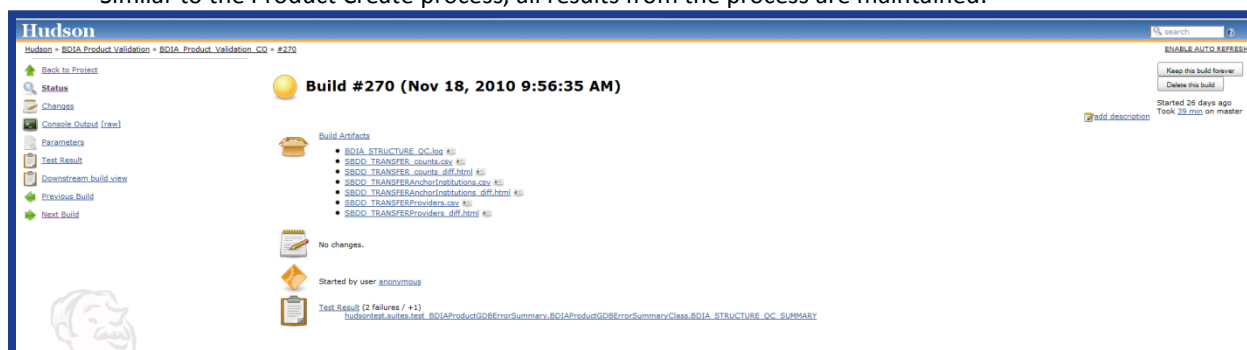 Similar to the Product Create process, all results from the process are maintained.
Hudson
search
Hudson » BDIA Product Validation » BDIA_Product_Validation_CO » #270
ENABLE AUTO REFRESH
Back to Project
Status
Changes
Console Output [raw]
Parameters
Test Result
Downstream build view
Previous Build
Next Build
Build #270 (Nov 18, 2010 9:56:35 AM)
Keep this build forever
Delete this build
Started 26 days ago
Took 39 min on master
add description
Build Artifacts
BDIA_STRUCTURE_QC.log
SBDD_TRANSFER_counts.csv
SBDD_TRANSFER_counts_diff.html
SBDD_TRANSFERAnchorInstitutions.csv
SBDD_TRANSFERAnchorInstitutions_diff.html
SBDD_TRANSFERProviders.csv
SBDD_TRANSFERProviders_diff.html
No changes.
Started by user anonymous
Test Result (2 failures / +1)
hudsontest.suites.test_BDIAProductGDBErrorSummary.BDIAProductGDBErrorSummaryClass.BDIA_STRUCTURE_QC_SUMMARY